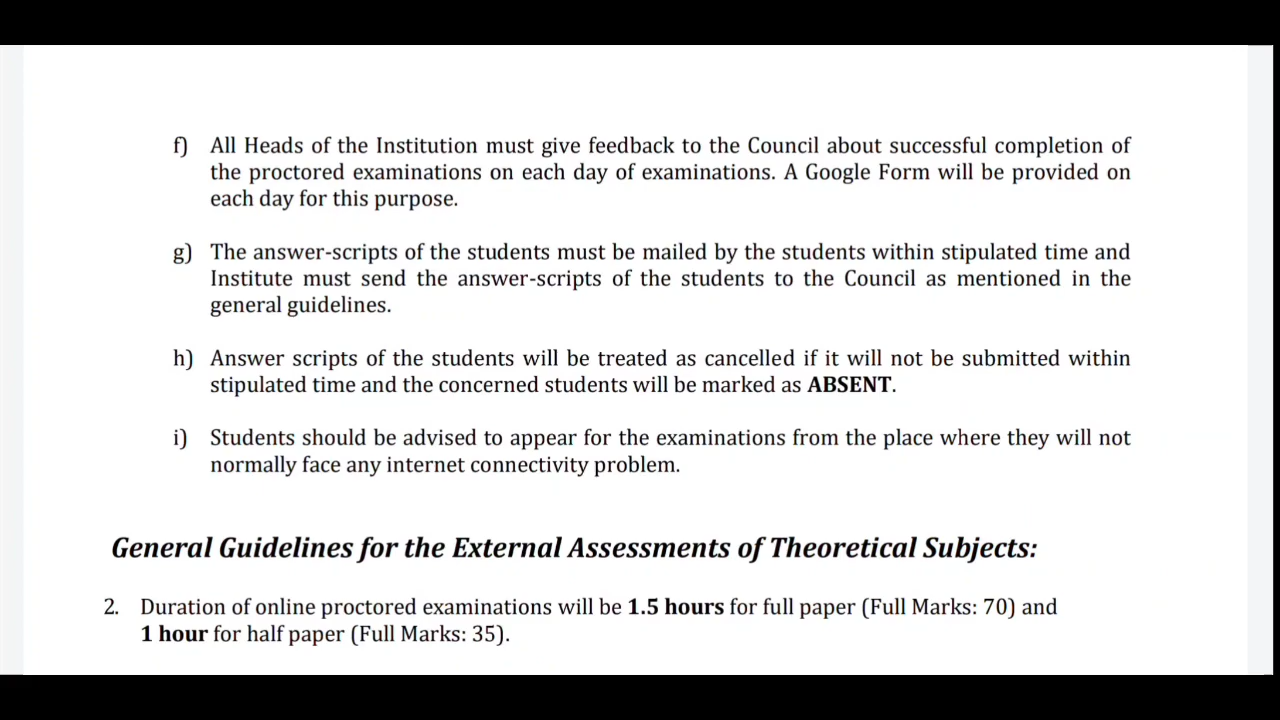 f) All Heads of the Institution must give feedback to the Council about successful completion of
the proctored examinations on each day of examinations. A Google Form will be provided on
each day for this purpose.
g) The answer-scripts of the students must be mailed by the students within stipulated time and
Institute must send the answer-scripts of the students to the Council as mentioned in the
general guidelines.
h) Answer scripts of the students will be treated as cancelled if it will not be submitted within
stipulated time and the concerned students will be marked as ABSENT.
i) Students should be advised to appear for the examinations from the place where they will not
normally face any internet connectivity problem.
General Guidelines for the External Assessments of Theoretical Subjects:
2. Duration of online proctored examinations will be 1.5 hours for full paper (Full Marks: 70) and
1 hour for half paper (Full Marks: 35).